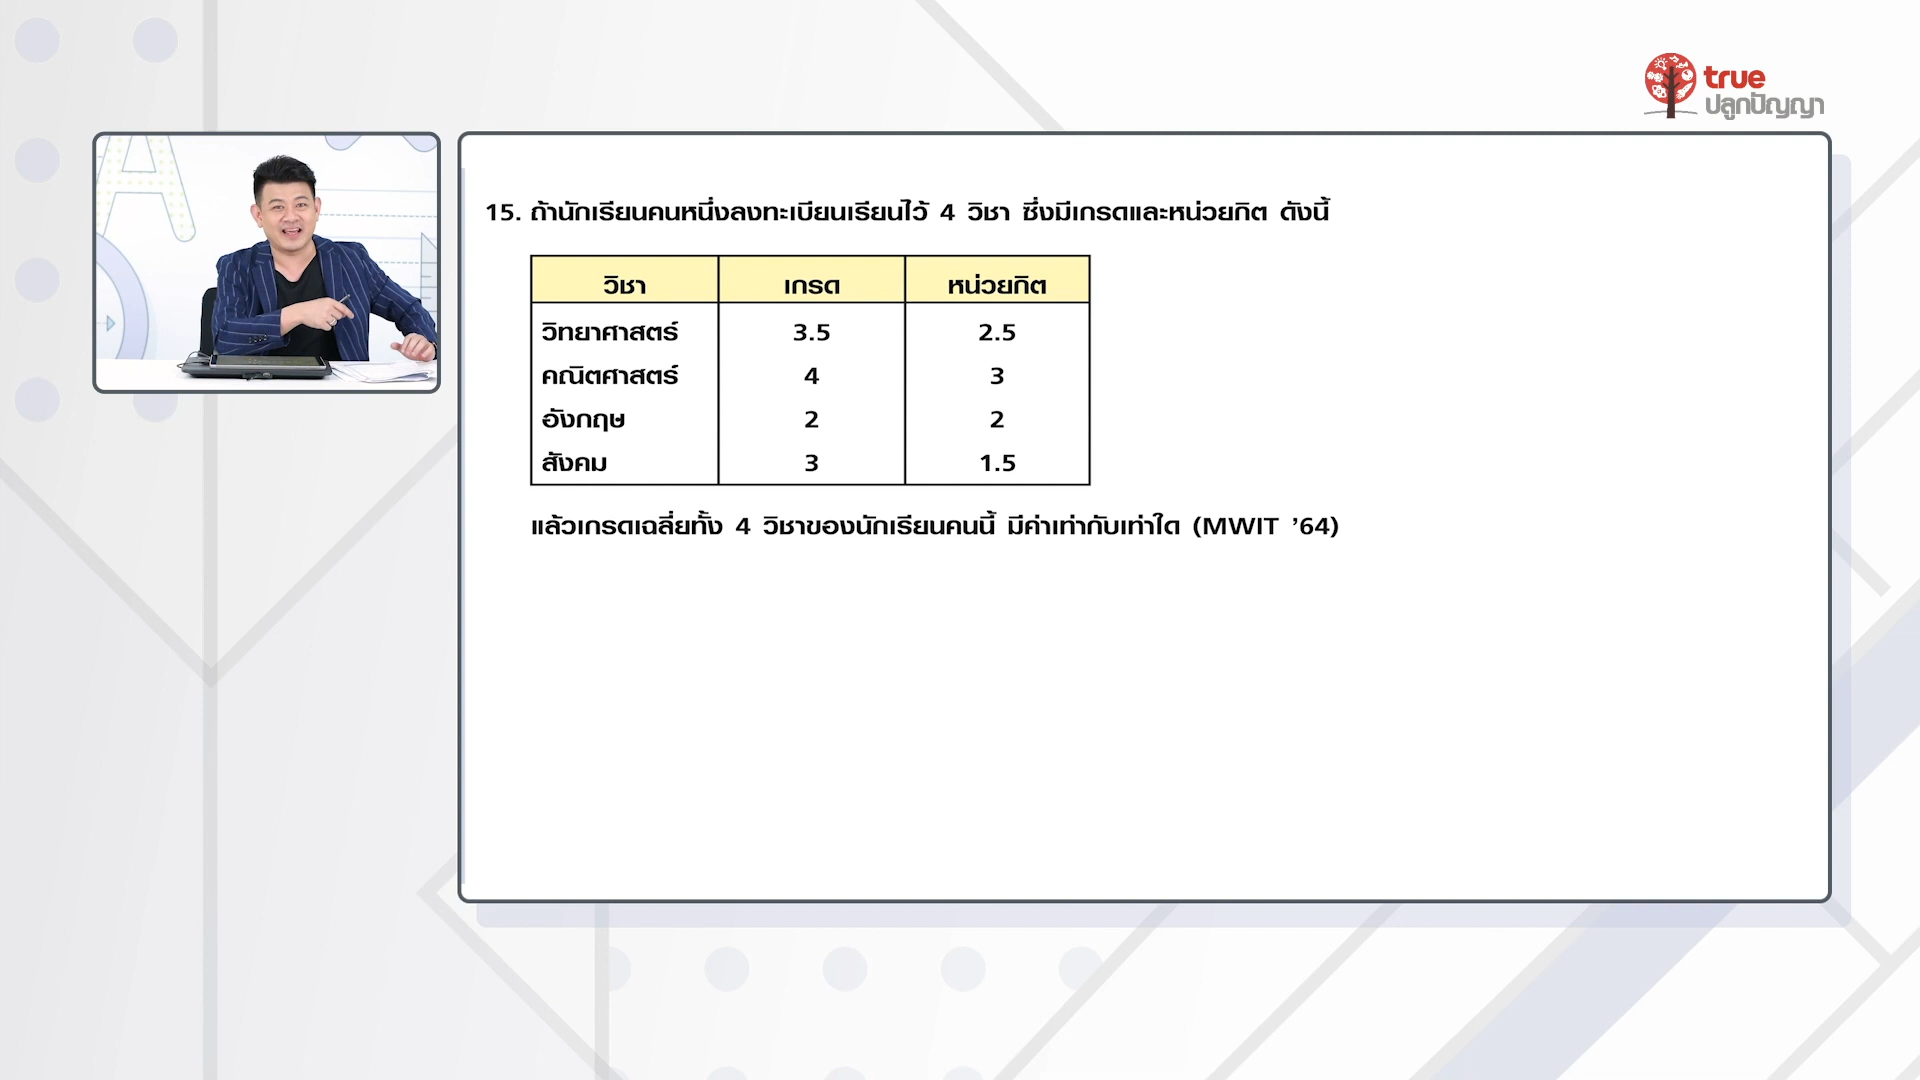 true
ปลูกปัญญา
15. ถ้านักเรียนคนหนึ่งลงทะเบียนเรียนไว้ 4 วิชา ซึ่งมีเกรดและหน่วยกิต ดังนี้
วิชา เกรด หน่วยกิต
วิทยาศาสตร์ 3.5 2.5
คณิตศาสตร์ 4 3
อังกฤษ 2 2
สังคม 3 1.5
แล้วเกรดเฉลี่ยทั้ง 4 วิชาของนักเรียนคนนี้ มีค่าเท่ากับเท่าใด (MWIT ’64)